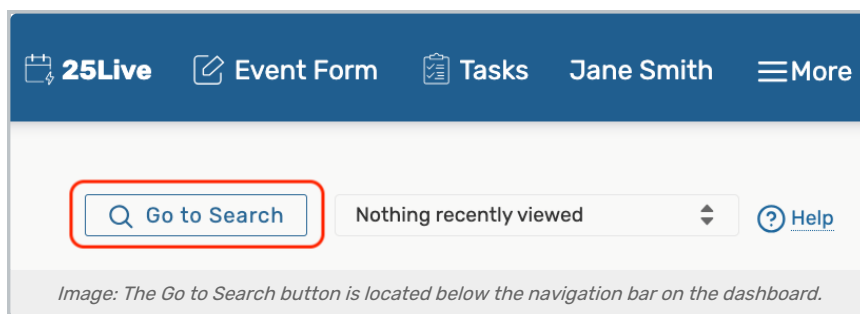 25Live Event Form Tasks Jane Smith More
Go to Search Nothing recently viewed Help
Image: The Go to Search button is located below the navigation bar on the dashboard.